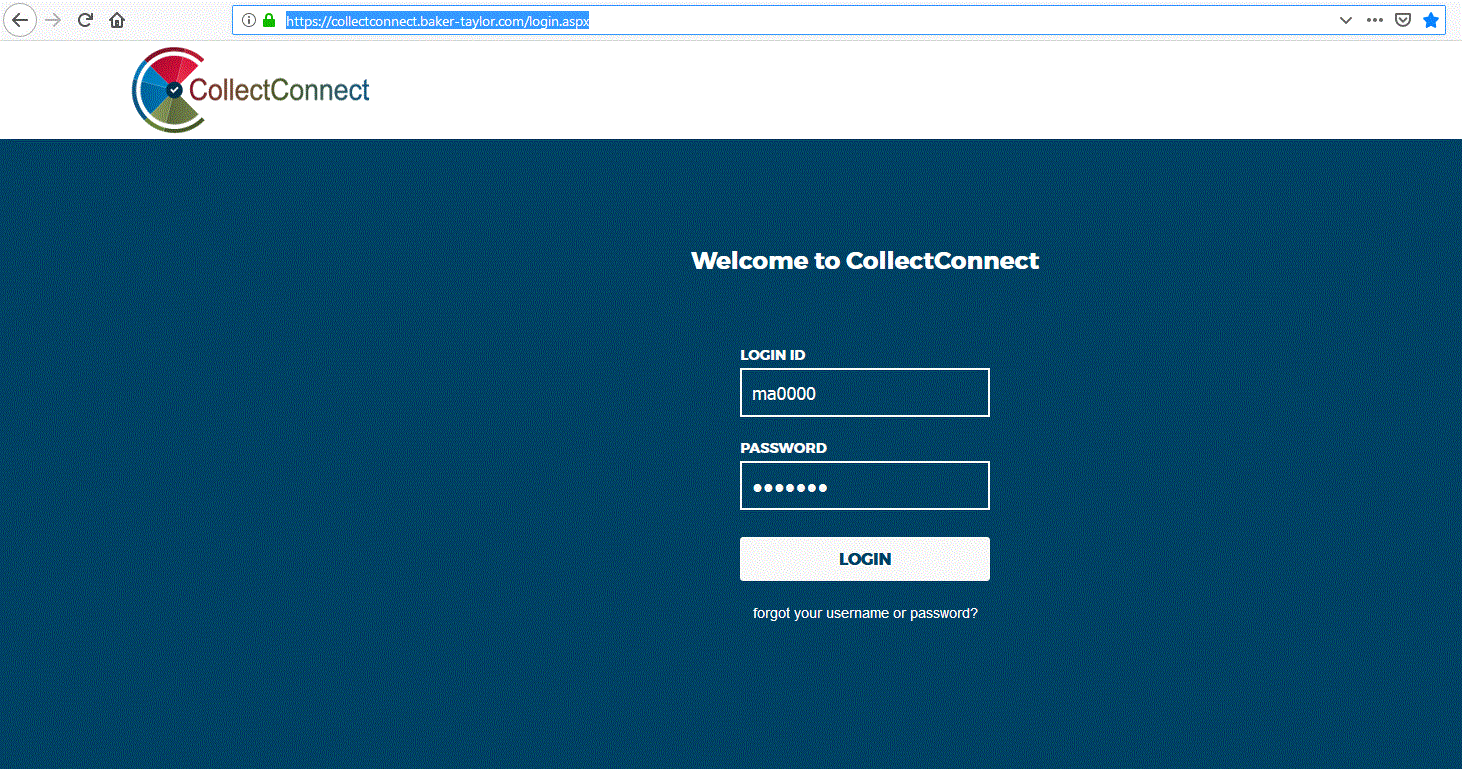 https://collectconnect.baker-taylor.com/login.aspx
CollectConnect
Welcome to CollectConnect
LOGIN ID
ma0000
PASSWORD
●●●●●●●
LOGIN
forgot your username or password?